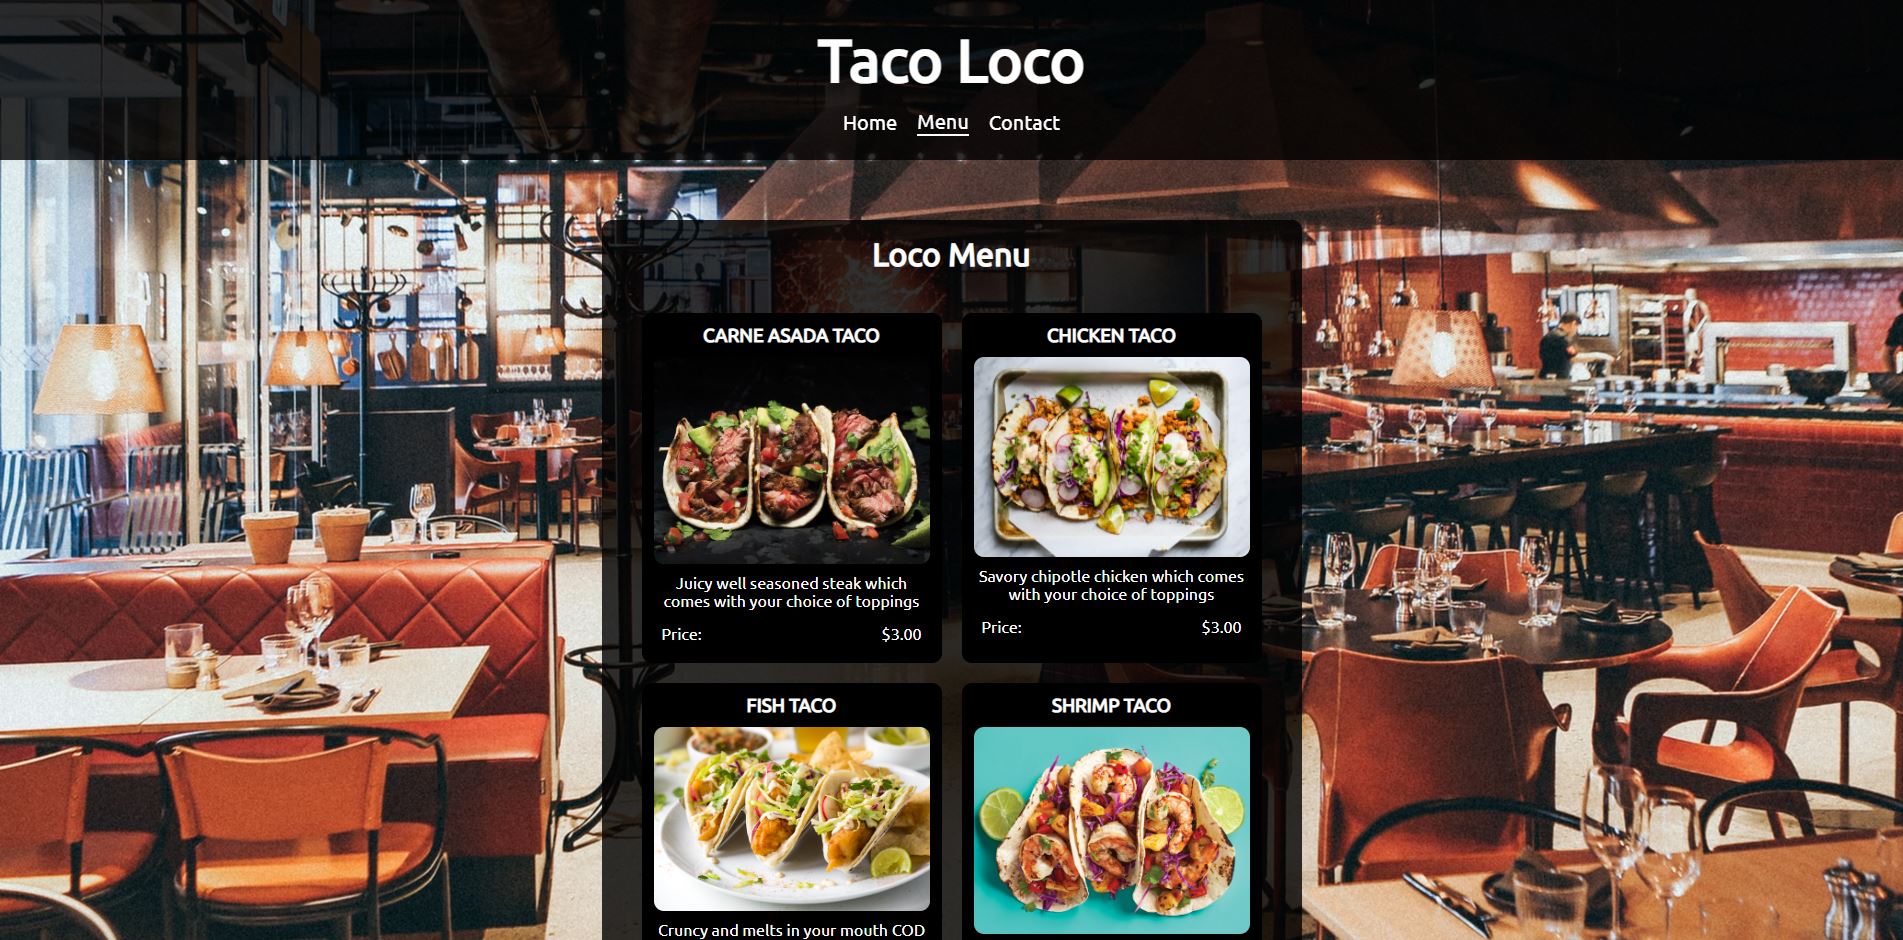 Taco Loco
Home Menu Contact
Loco Menu
CARNE ASADA TACO
Juicy well seasoned steak which
comes with your choice of toppings
Price: $3.00
CHICKEN TACO
Savory chipotle chicken which comes
with your choice of toppings
Price: $3.00
FISH TACO
Cruncy and melts in your mouth COD
SHRIMP TACO